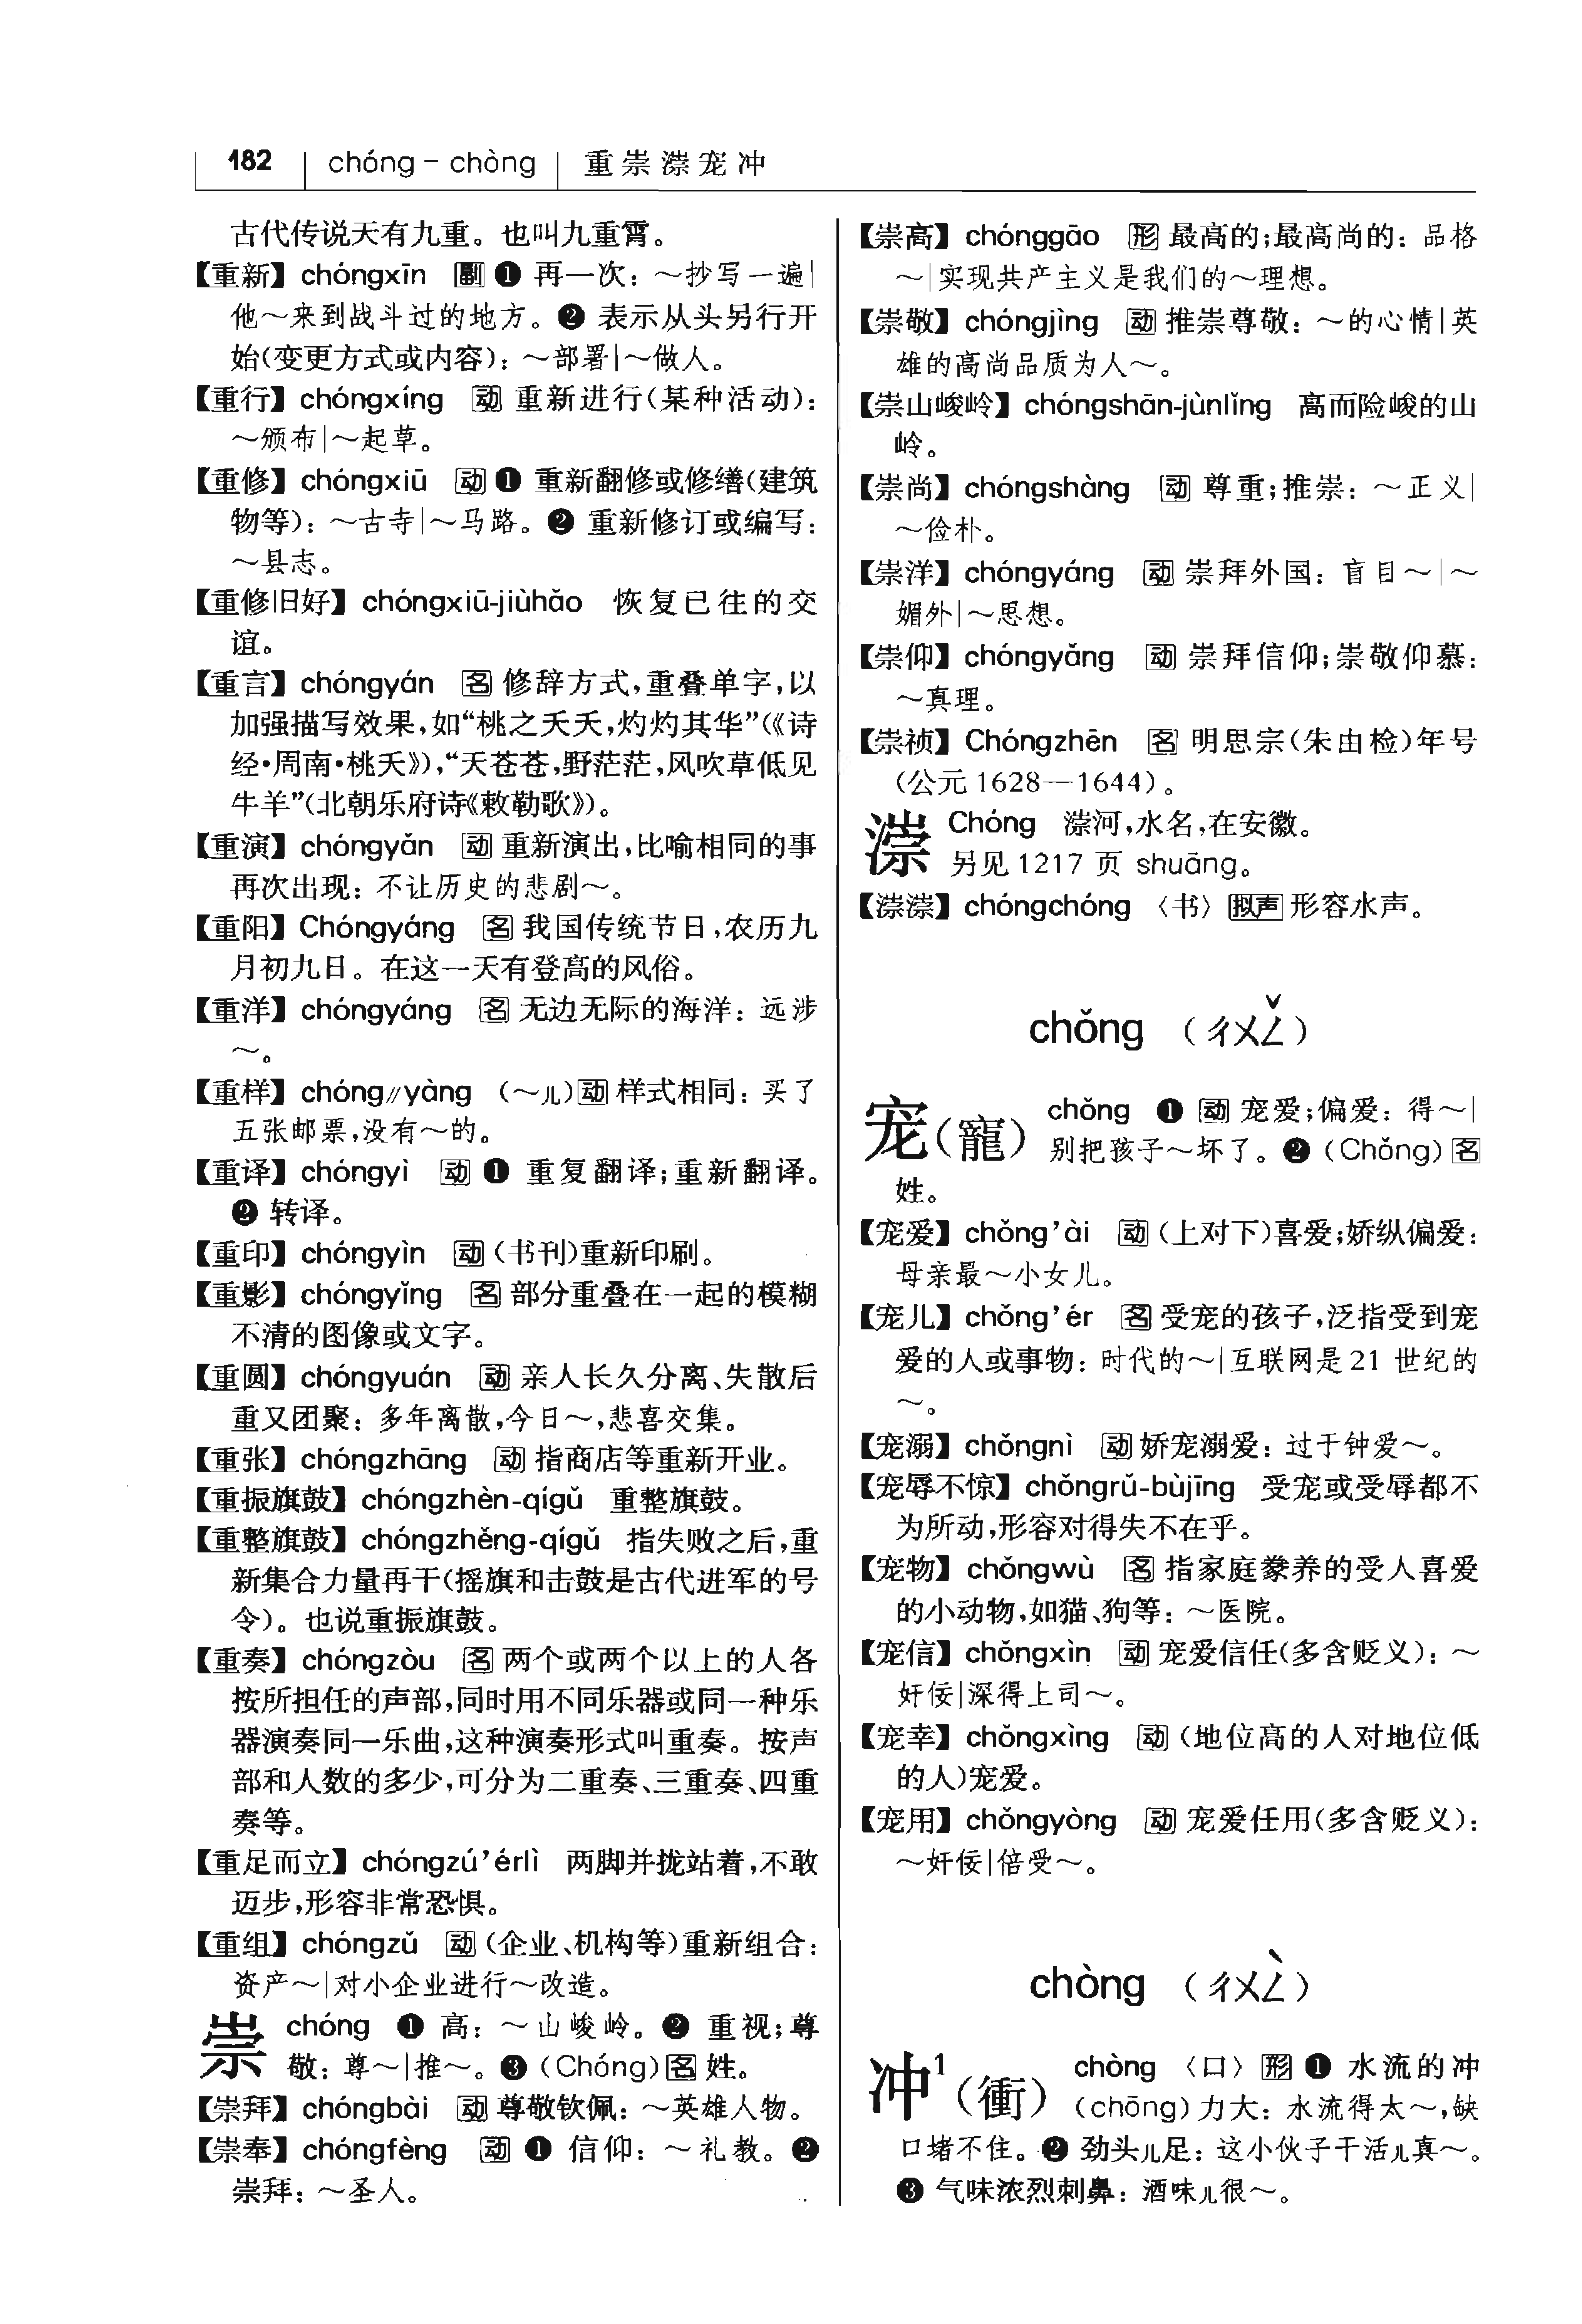 182 chóng – chòng 重崇漴宠冲
古代传说天有九重。也叫九重霄。
【重新】chóngxīn 副 ❶ 再一次：～抄写一遍|
他～来到战斗过的地方。❷ 表示从头另行开
始(变更方式或内容)：～部署|～做人。
【重行】chóngxíng 动 重新进行(某种活动)：
～颁布|～起草。
【重修】chóngxiū 动 ❶ 重新翻修或修缮(建筑
物等)：～古寺|～马路。❷ 重新修订或编写：
～县志。
【重修旧好】chóngxiū-jiùhǎo 恢复已往的交
谊。
【重言】chóngyán 名 修辞方式,重叠单字,以
加强描写效果,如“桃之夭夭,灼灼其华”(《诗
经·周南·桃夭》),“天苍苍,野茫茫,风吹草低见
牛羊”(北朝乐府诗《敕勒歌》)。
【重演】chóngyǎn 动 重新演出,比喻相同的事
再次出现：不让历史的悲剧～。
【重阳】Chóngyáng 名 我国传统节日,农历九
月初九日。在这一天有登高的风俗。
【重洋】chóngyáng 名 无边无际的海洋：远涉
～。
【重样】chóng//yàng (～儿)动 样式相同：买了
五张邮票,没有～的。
【重译】chóngyì 动 ❶ 重复翻译;重新翻译。
❷ 转译。
【重印】chóngyìn 动 (书刊)重新印刷。
【重影】chóngyǐng 名 部分重叠在一起的模糊
不清的图像或文字。
【重圆】chóngyuán 动 亲人长久分离、失散后
重又团聚：多年离散,今日～,悲喜交集。
【重张】chóngzhāng 动 指商店等重新开业。
【重振旗鼓】chóngzhèn-qígǔ 重整旗鼓。
【重整旗鼓】chóngzhěng-qígǔ 指失败之后,重
新集合力量再干(摇旗和击鼓是古代进军的号
令)。也说重振旗鼓。
【重奏】chóngzòu 名 两个或两个以上的人各
按所担任的声部,同时用不同乐器或同一种乐
器演奏同一乐曲,这种演奏形式叫重奏。按声
部和人数的多少,可分为二重奏、三重奏、四重
奏等。
【重足而立】chóngzú’érlì 两脚并拢站着,不敢
迈步,形容非常恐惧。
【重组】chóngzǔ 动 (企业、机构等)重新组合：
资产～|对小企业进行～改造。
崇 chóng ❶ 高：～山峻岭。❷ 重视;尊
敬：尊～|推～。❸ (Chóng)名 姓。
【崇拜】chóngbài 动 尊敬钦佩：～英雄人物。
【崇奉】chóngfèng 动 ❶ 信仰：～礼教。❷
崇拜：～圣人。
【崇高】chónggāo 形 最高的;最高尚的：品格
～|实现共产主义是我们的～理想。
【崇敬】chóngjìng 动 推崇尊敬：～的心情|英
雄的高尚品质为人～。
【崇山峻岭】chóngshān-jùnlǐng 高而险峻的山
岭。
【崇尚】chóngshàng 动 尊重;推崇：～正义|
～俭朴。
【崇洋】chóngyáng 动 崇拜外国：盲目～|～
媚外|～思想。
【崇仰】chóngyǎng 动 崇拜信仰;崇敬仰慕：
～真理。
【崇祯】Chóngzhēn 名 明思宗(朱由检)年号
(公元1628—1644)。
漴 Chóng 漴河,水名,在安徽。
另见1217页 shuāng。
【漴漴】chóngchóng 〈书〉拟声 形容水声。
chǒng (ㄔㄨㄥˇ)
宠(寵) chǒng ❶ 动 宠爱;偏爱：得～|
别把孩子～坏了。❷ (Chǒng)名
姓。
【宠爱】chǒng’ài 动 (上对下)喜爱;娇纵偏爱：
母亲最～小女儿。
【宠儿】chǒng’ér 名 受宠的孩子,泛指受到宠
爱的人或事物：时代的～|互联网是21 世纪的
～。
【宠溺】chǒngnì 动 娇宠溺爱：过于钟爱～。
【宠辱不惊】chǒngrǔ-bùjīng 受宠或受辱都不
为所动,形容对得失不在乎。
【宠物】chǒngwù 名 指家庭豢养的受人喜爱
的小动物,如猫、狗等：～医院。
【宠信】chǒngxìn 动 宠爱信任(多含贬义)：～
奸佞|深得上司～。
【宠幸】chǒngxìng 动 (地位高的人对地位低
的人)宠爱。
【宠用】chǒngyòng 动 宠爱任用(多含贬义)：
～奸佞|倍受～。
chòng (ㄔㄨㄥˋ)
冲¹(衝) chòng 〈口〉形 ❶ 水流的冲
(chōng)力大：水流得太～,缺
口堵不住。❷ 劲头儿足：这小伙子干活儿真～。
❸ 气味浓烈刺鼻：酒味儿很～。